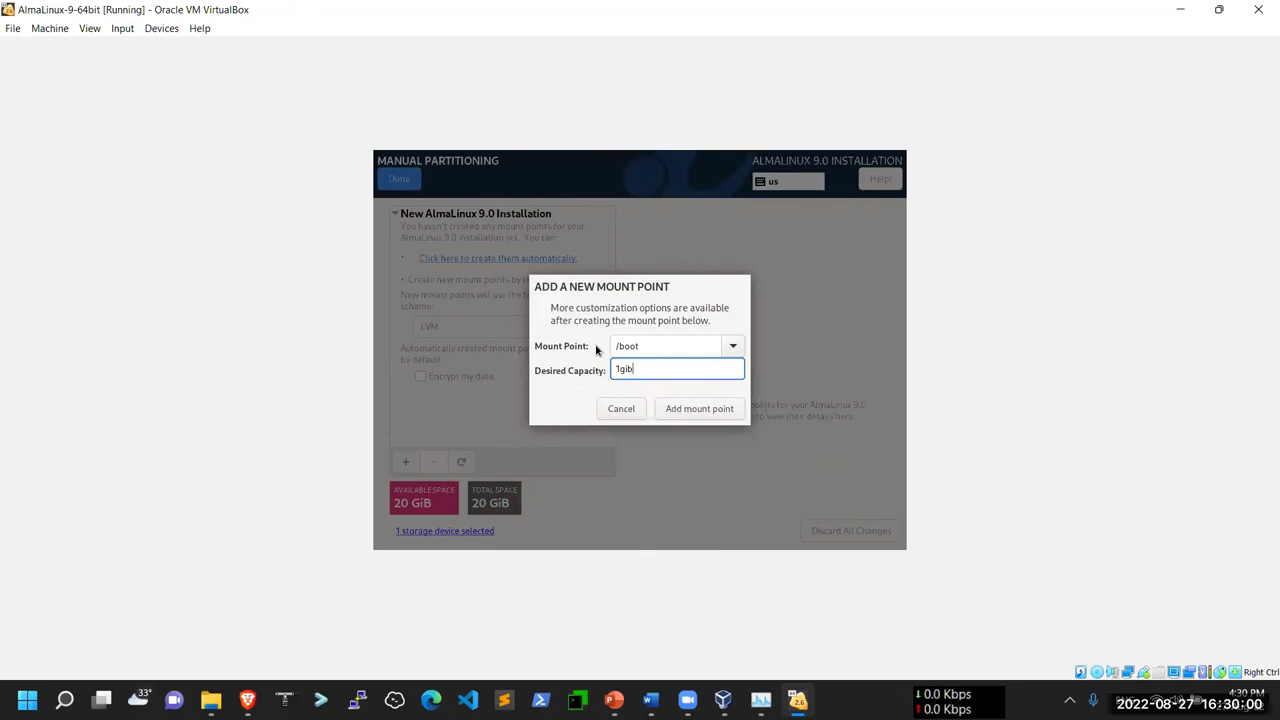 AlmaLinux-9-64bit [Running] - Oracle VM VirtualBox
File Machine View Input Devices Help
MANUAL PARTITIONING
ALMALINUX 9.0 INSTALLATION
Done
us
Help!
New AlmaLinux 9.0 Installation
You haven't created any mount points for your
AlmaLinux 9.0 installation yet. You can:
Click here to create them automatically.
Create new mount points by c
New mount points will use the f
scheme:
LVM
Automatically created mount po
by default:
Encrypt my data.
ADD A NEW MOUNT POINT
More customization options are available
after creating the mount point below.
Mount Point:
/boot
Desired Capacity:
1gib
Cancel
Add mount point
points for your AlmaLinux 9.0
to view their details here.
+ −
AVAILABLE SPACE
20 GiB
TOTAL SPACE
20 GiB
1 storage device selected
Discard All Changes
Right Ctrl
33°
2.6
0.0 Kbps
0.0 Kbps
4:30 PM
2022-08-27 16:30:00